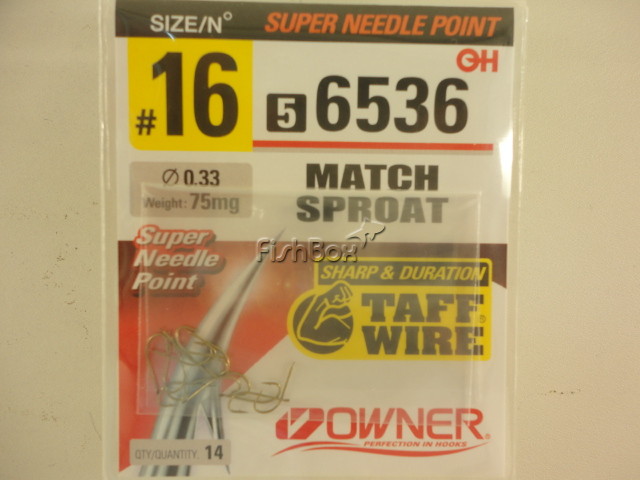 SIZE/N°
SUPER NEEDLE POINT
OH
#16
5 6536
Ø 0.33
Weight: 75mg
MATCH
SPROAT
FishBox
Super
Needle
Point
SHARP & DURATION
TAFF
WIRE®
OWNER®
PERFECTION IN HOOKS
QTY/QUANTITY. 14